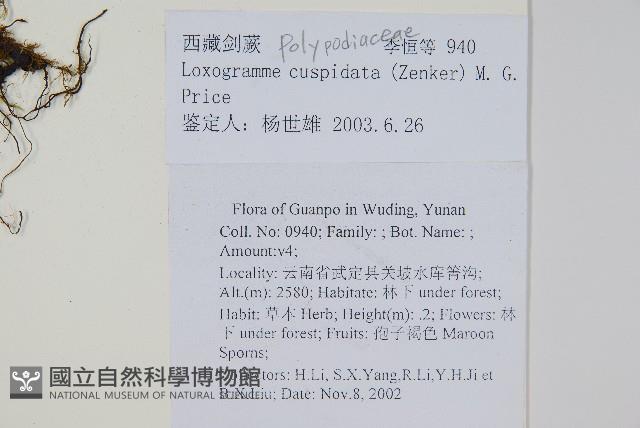 西藏剑蕨 Polypodiaceae 李恒等 940
Loxogramme cuspidata (Zenker) M. G.
Price
鉴定人: 杨世雄 2003.6.26
Flora of Guanpo in Wuding, Yunan
Coll. No: 0940; Family: ; Bot. Name: ;
Amount:v4;
Locality: 云南省武定县关坡水库箐沟;
Alt.(m): 2580; Habitate: 林下 under forest;
Habit: 草本 Herb; Height(m): .2; Flowers: 林
下 under forest; Fruits: 孢子褐色 Maroon
Sporns;
H.Li, S.X.Yang,R.Li,Y.H.Ji et
Date: Nov.8, 2002
國立自然科學博物館
NATIONAL MUSEUM OF NATURAL SCIENCE